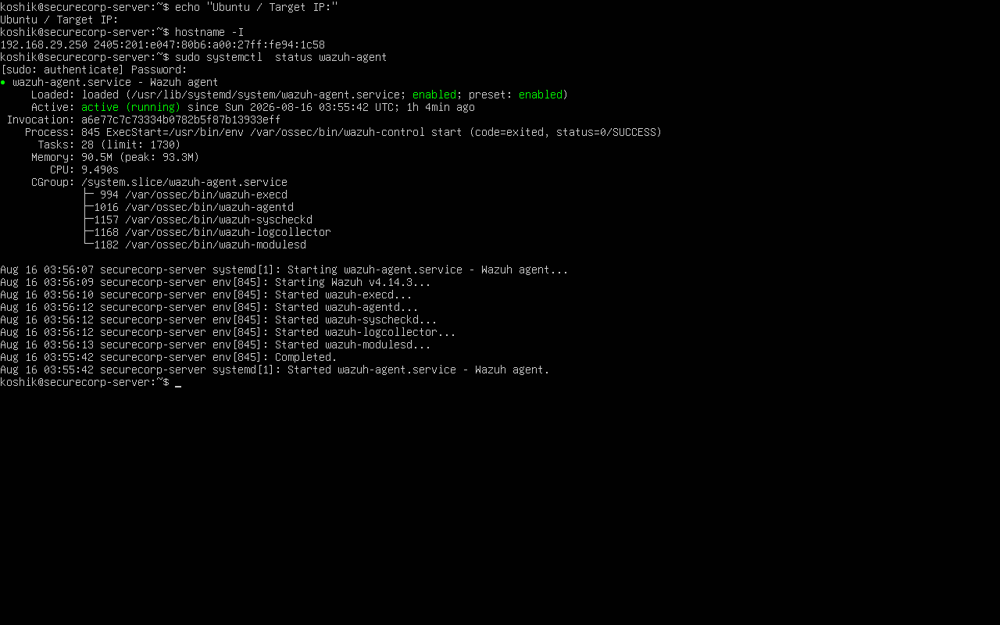 koshik@securecorp-server:~$ echo "Ubuntu / Target IP:"
Ubuntu / Target IP:
koshik@securecorp-server:~$ hostname -I
192.168.29.250 2405:201:e047:80b6:a00:27ff:fe94:1c58
koshik@securecorp-server:~$ sudo systemctl  status wazuh-agent
[sudo: authenticate] Password:
● wazuh-agent.service - Wazuh agent
     Loaded: loaded (/usr/lib/systemd/system/wazuh-agent.service; enabled; preset: enabled)
     Active: active (running) since Sun 2026-08-16 03:55:42 UTC; 1h 4min ago
 Invocation: a6e77c7c73334b0782b5f87b13933eff
    Process: 845 ExecStart=/usr/bin/env /var/ossec/bin/wazuh-control start (code=exited, status=0/SUCCESS)
      Tasks: 28 (limit: 1730)
     Memory: 90.5M (peak: 93.3M)
        CPU: 9.490s
     CGroup: /system.slice/wazuh-agent.service
             ├─ 994 /var/ossec/bin/wazuh-execd
             ├─1016 /var/ossec/bin/wazuh-agentd
             ├─1157 /var/ossec/bin/wazuh-syscheckd
             ├─1168 /var/ossec/bin/wazuh-logcollector
             └─1182 /var/ossec/bin/wazuh-modulesd

Aug 16 03:56:07 securecorp-server systemd[1]: Starting wazuh-agent.service - Wazuh agent...
Aug 16 03:56:09 securecorp-server env[845]: Starting Wazuh v4.14.3...
Aug 16 03:56:10 securecorp-server env[845]: Started wazuh-execd...
Aug 16 03:56:12 securecorp-server env[845]: Started wazuh-agentd...
Aug 16 03:56:12 securecorp-server env[845]: Started wazuh-syscheckd...
Aug 16 03:56:12 securecorp-server env[845]: Started wazuh-logcollector...
Aug 16 03:56:13 securecorp-server env[845]: Started wazuh-modulesd...
Aug 16 03:55:42 securecorp-server env[845]: Completed.
Aug 16 03:55:42 securecorp-server systemd[1]: Started wazuh-agent.service - Wazuh agent.
koshik@securecorp-server:~$ _